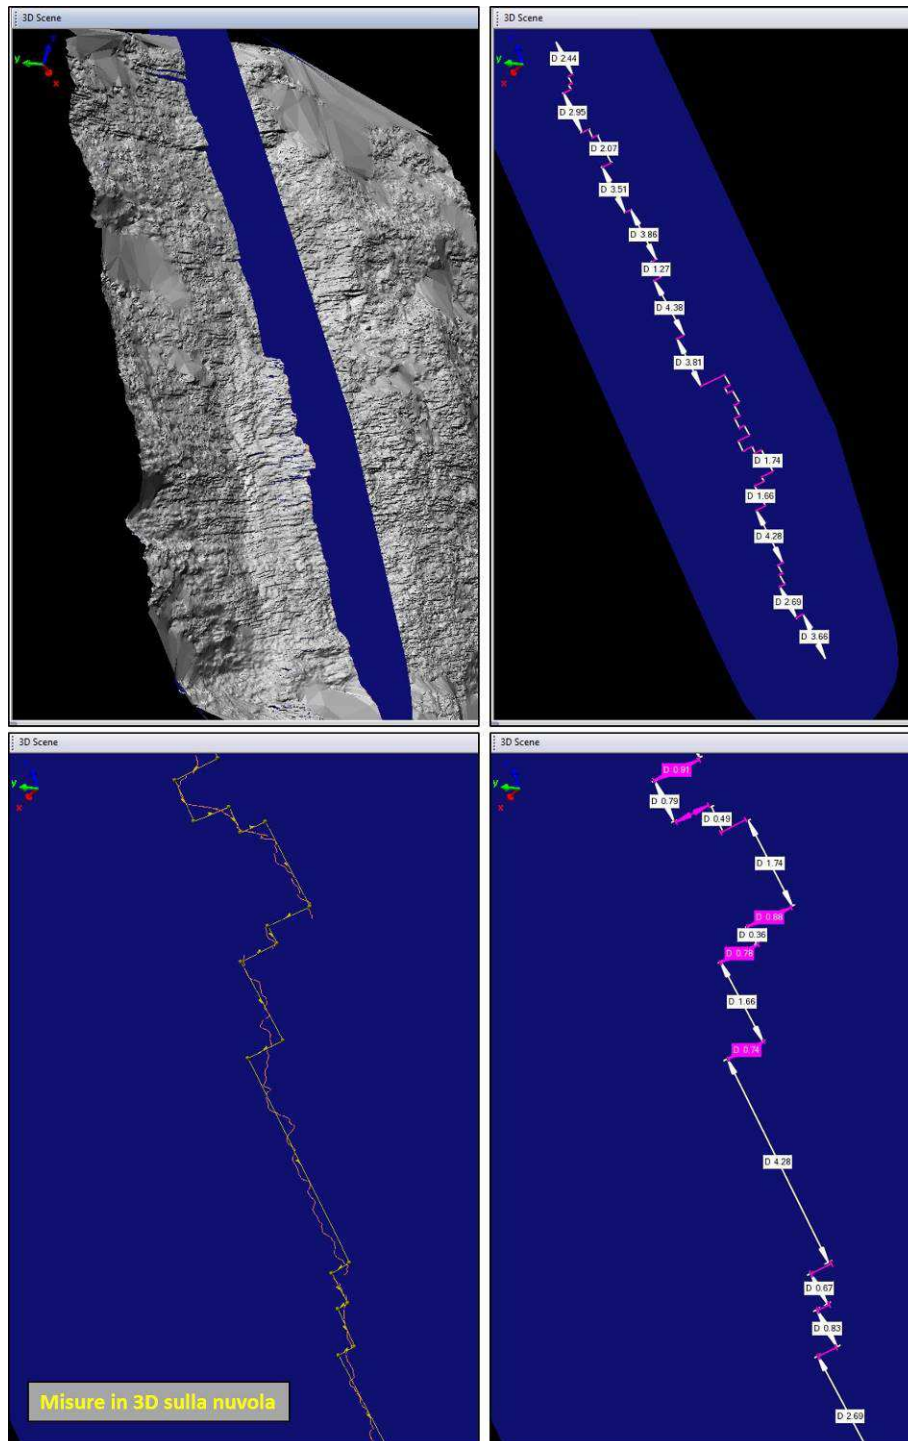 3D Scene
3D Scene
D 2.44
D 2.95
D 2.07
D 3.51
D 3.86
D 1.27
D 4.38
D 3.81
D 1.74
D 1.66
D 4.28
D 2.69
D 3.66
y
x
y
x
3D Scene
3D Scene
D 0.91
D 0.79
D 0.49
D 1.74
D 0.88
D 0.36
D 0.78
D 1.66
D 0.74
D 4.28
D 0.67
D 0.83
D 2.69
y
x
y
x
Misure in 3D sulla nuvola